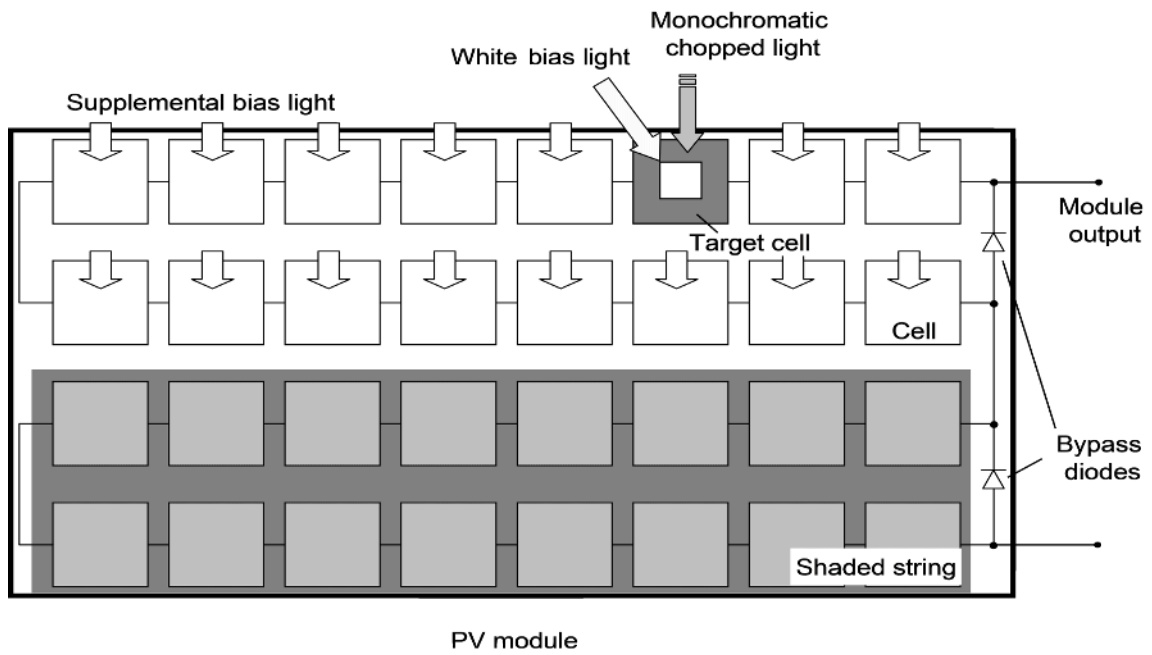 Monochromatic
chopped light
White bias light
Supplemental bias light
Module
output
Target cell
Cell
Bypass
diodes
Shaded string
PV module